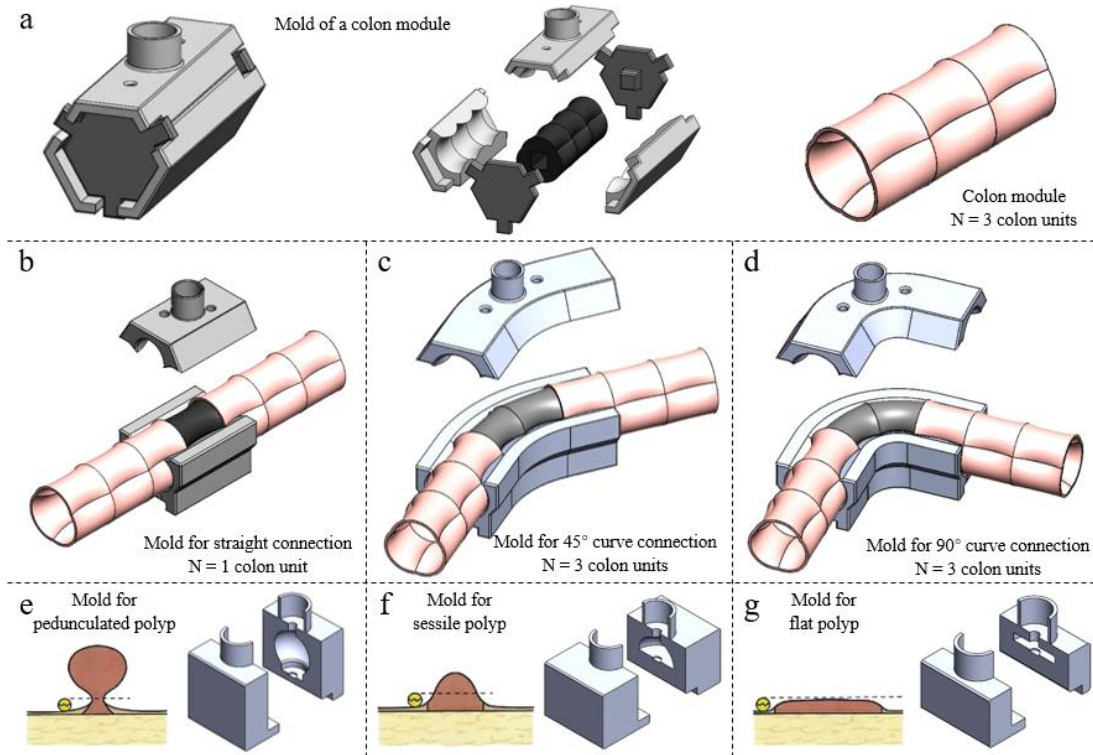 a
Mold of a colon module
Colon module
N = 3 colon units
b
Mold for straight connection
N = 1 colon unit
c
Mold for 45° curve connection
N = 3 colon units
d
Mold for 90° curve connection
N = 3 colon units
e
Mold for
pedunculated polyp
f
Mold for
sessile polyp
g
Mold for
flat polyp